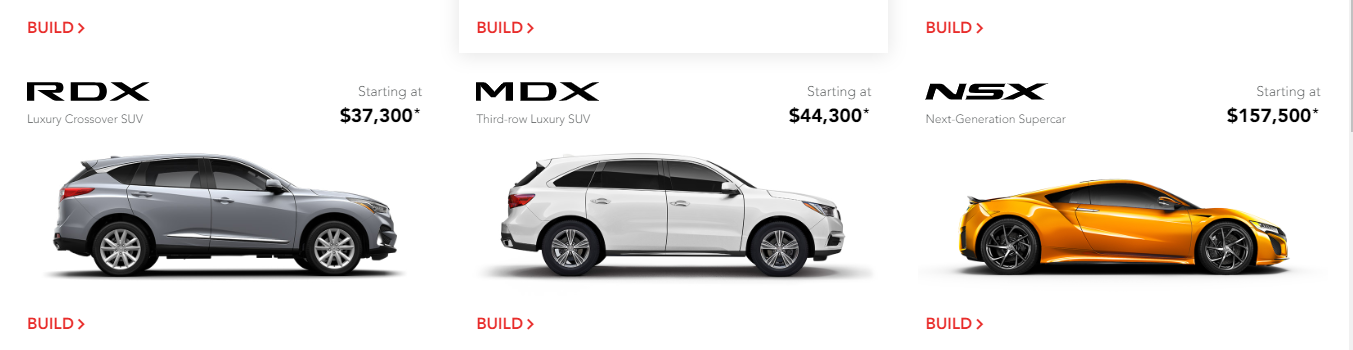 BUILD >
BUILD >
BUILD >
RDX
Starting at
Luxury Crossover SUV
$37,300*
MDX
Starting at
Third-row Luxury SUV
$44,300*
NSX
Starting at
Next-Generation Supercar
$157,500*
BUILD >
BUILD >
BUILD >